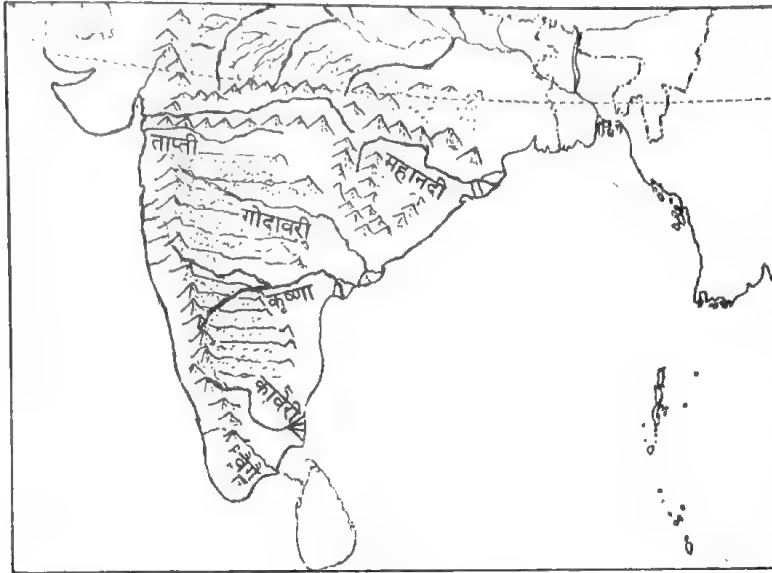 ताप्ती
महानदी
गोदावरी
कृष्णा
कावेरी
वैगै